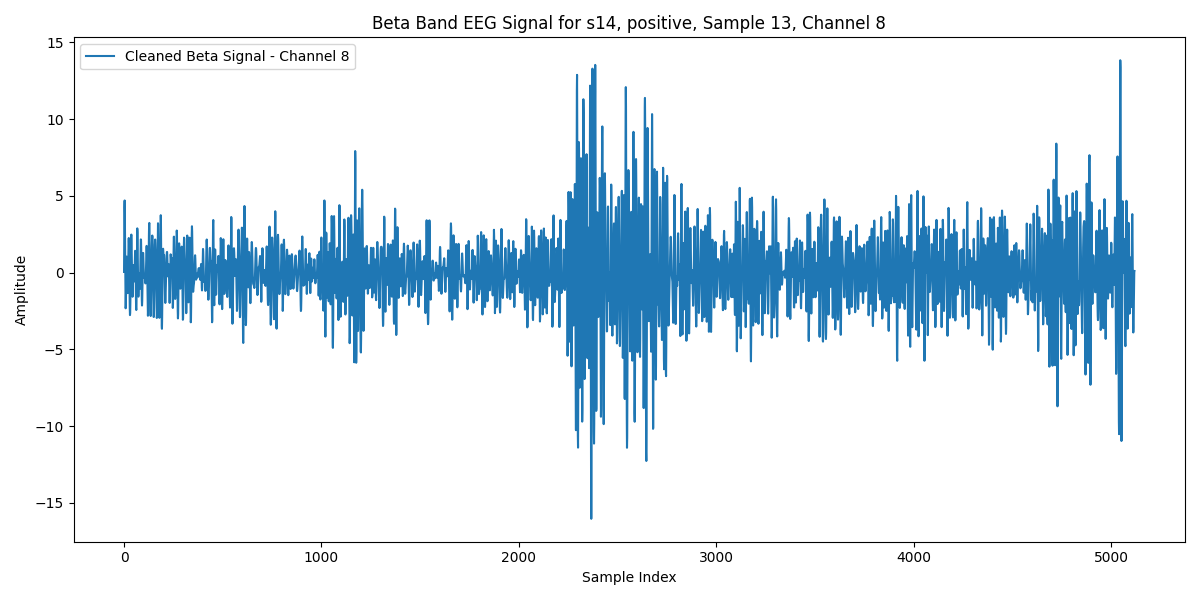 Beta Band EEG Signal for s14, positive, Sample 13, Channel 8
Cleaned Beta Signal - Channel 8
15
10
5
0
−5
−10
−15
Amplitude
0 1000 2000 3000 4000 5000
Sample Index